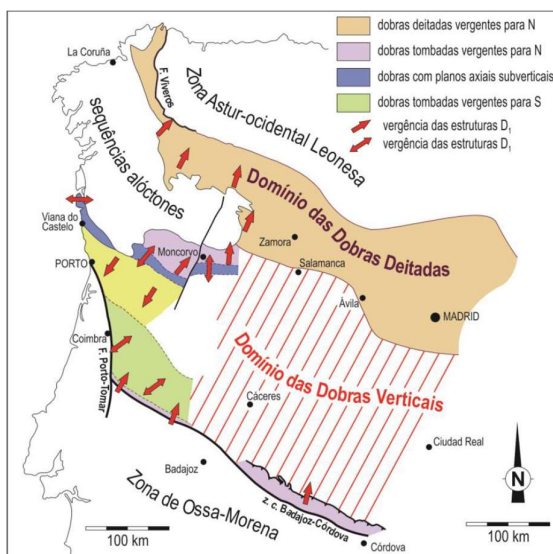 dobras deitadas vergentes para N
dobras tombadas vergentes para N
dobras com planos axiais subverticais
dobras tombadas vergentes para S
vergência das estruturas D1
vergência das estruturas D1
La Coruña
F. Viveros
Zona Astur-ocidental Leonesa
sequências alóctones
Domínio das Dobras Deitadas
Viana do
Castelo
Moncorvo
Zamora
Salamanca
PORTO
Ávila
MADRID
Coimbra
F. Porto-Tomar
Domínio das Dobras Verticais
Cáceres
Ciudad Real
Badajoz
Zona de Ossa-Morena
z. c. Badajoz-Córdova
N
Córdova
100 km
100 km